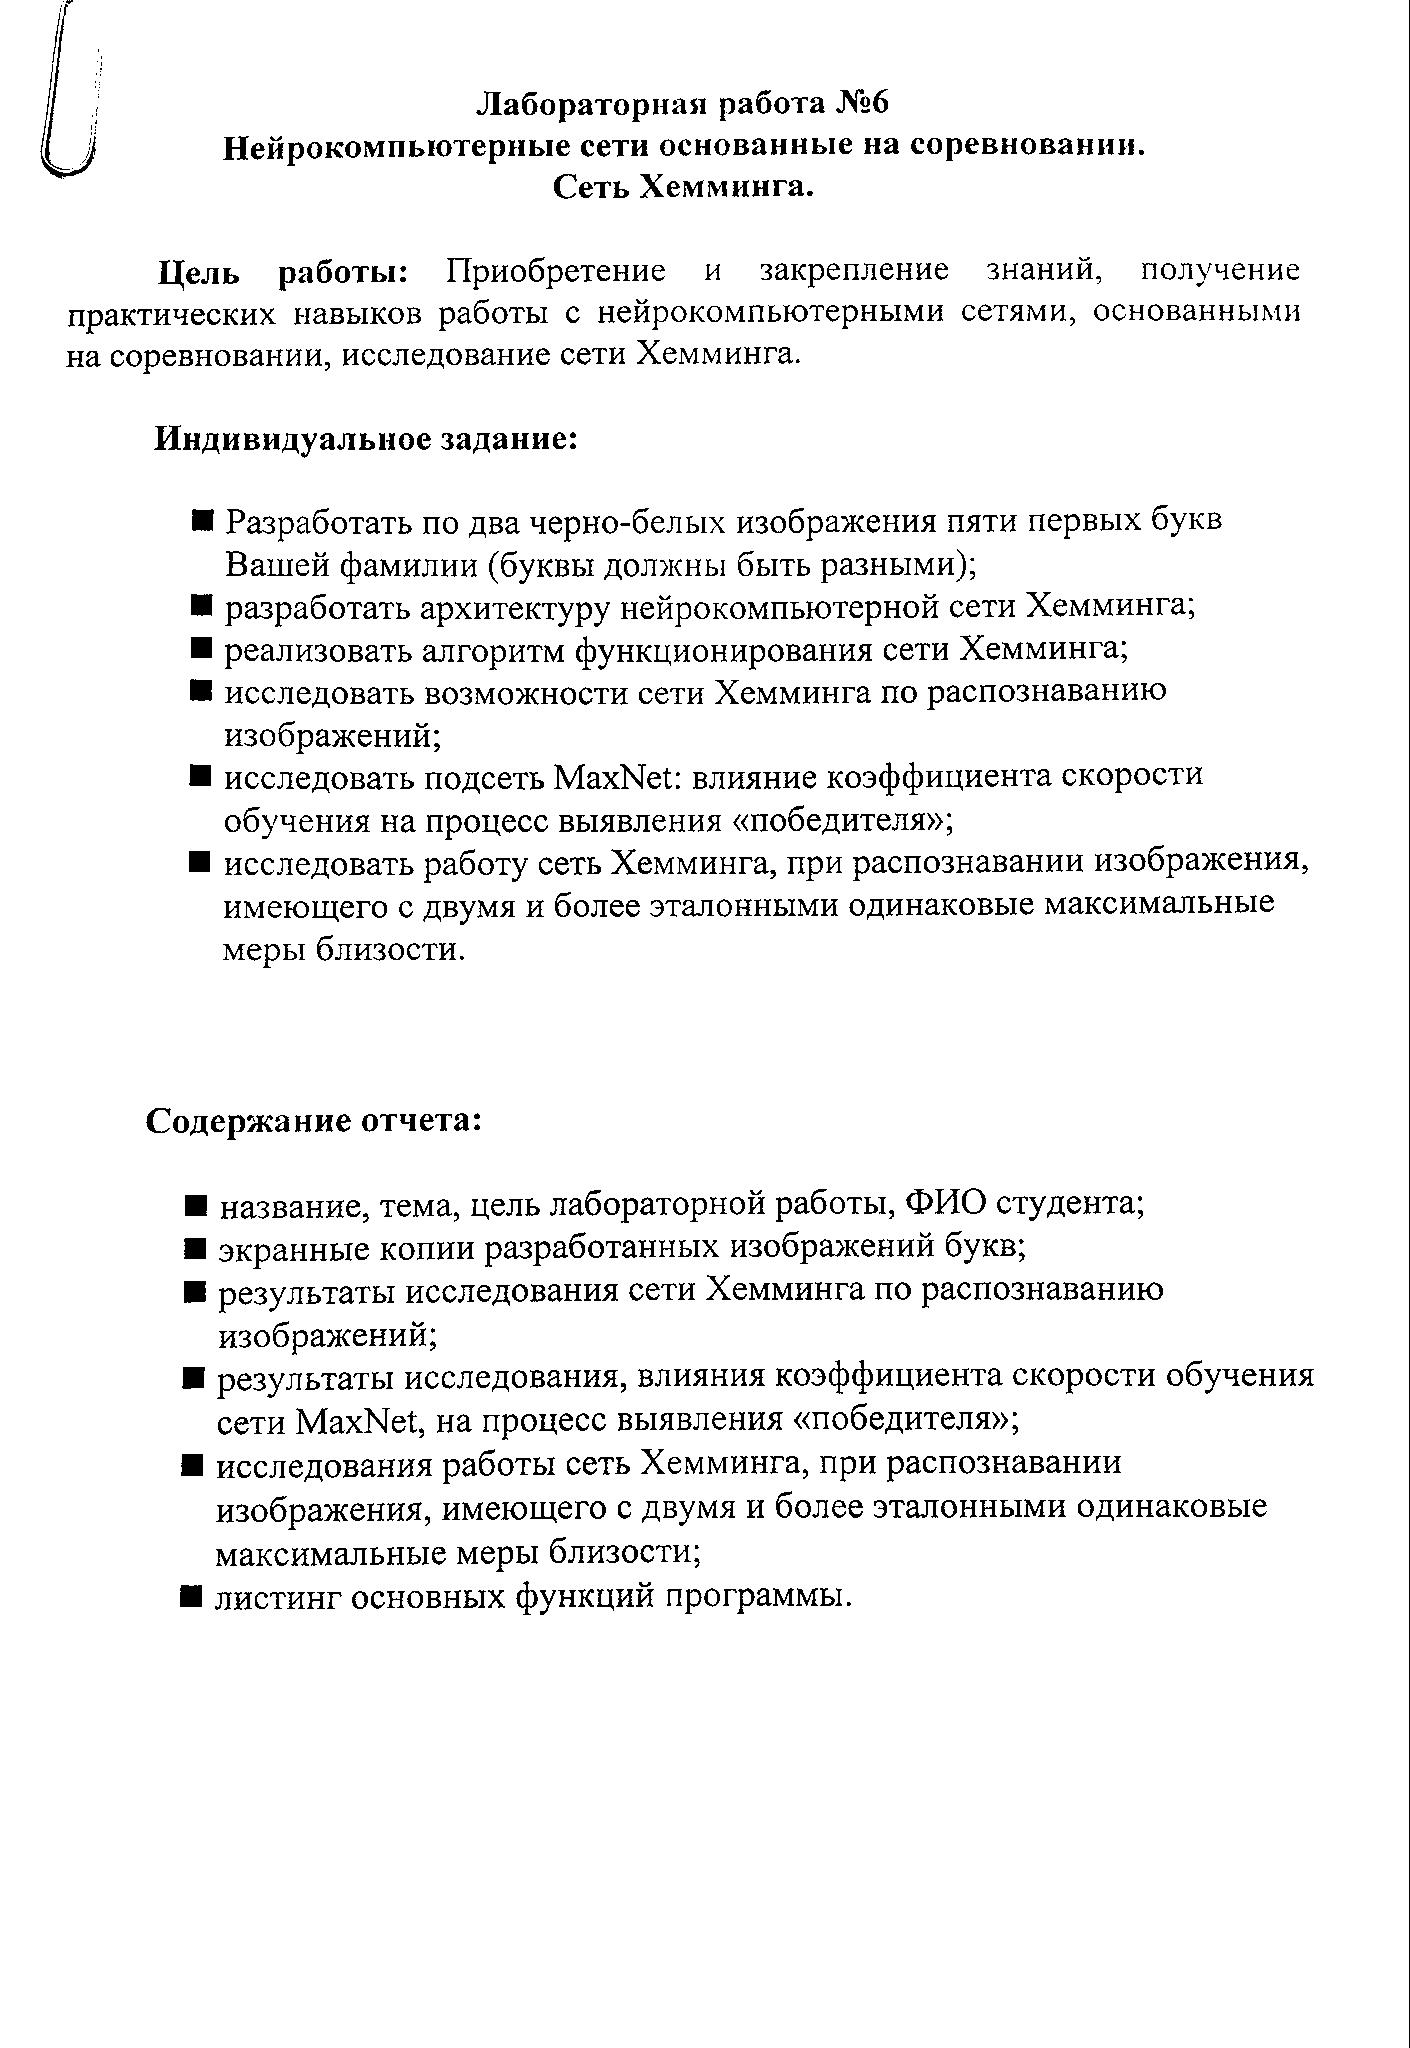 Лабораторная работа №6
Нейрокомпьютерные сети основанные на соревновании.
Сеть Хемминга.
Цель работы: Приобретение и закрепление знаний, получение
практических навыков работы с нейрокомпьютерными сетями, основанными
на соревновании, исследование сети Хемминга.
Индивидуальное задание:
■ Разработать по два черно-белых изображения пяти первых букв
Вашей фамилии (буквы должны быть разными);
■ разработать архитектуру нейрокомпьютерной сети Хемминга;
■ реализовать алгоритм функционирования сети Хемминга;
■ исследовать возможности сети Хемминга по распознаванию
изображений;
■ исследовать подсеть MaxNet: влияние коэффициента скорости
обучения на процесс выявления «победителя»;
■ исследовать работу сеть Хемминга, при распознавании изображения,
имеющего с двумя и более эталонными одинаковые максимальные
меры близости.
Содержание отчета:
■ название, тема, цель лабораторной работы, ФИО студента;
■ экранные копии разработанных изображений букв;
■ результаты исследования сети Хемминга по распознаванию
изображений;
■ результаты исследования, влияния коэффициента скорости обучения
сети MaxNet, на процесс выявления «победителя»;
■ исследования работы сеть Хемминга, при распознавании
изображения, имеющего с двумя и более эталонными одинаковые
максимальные меры близости;
■ листинг основных функций программы.